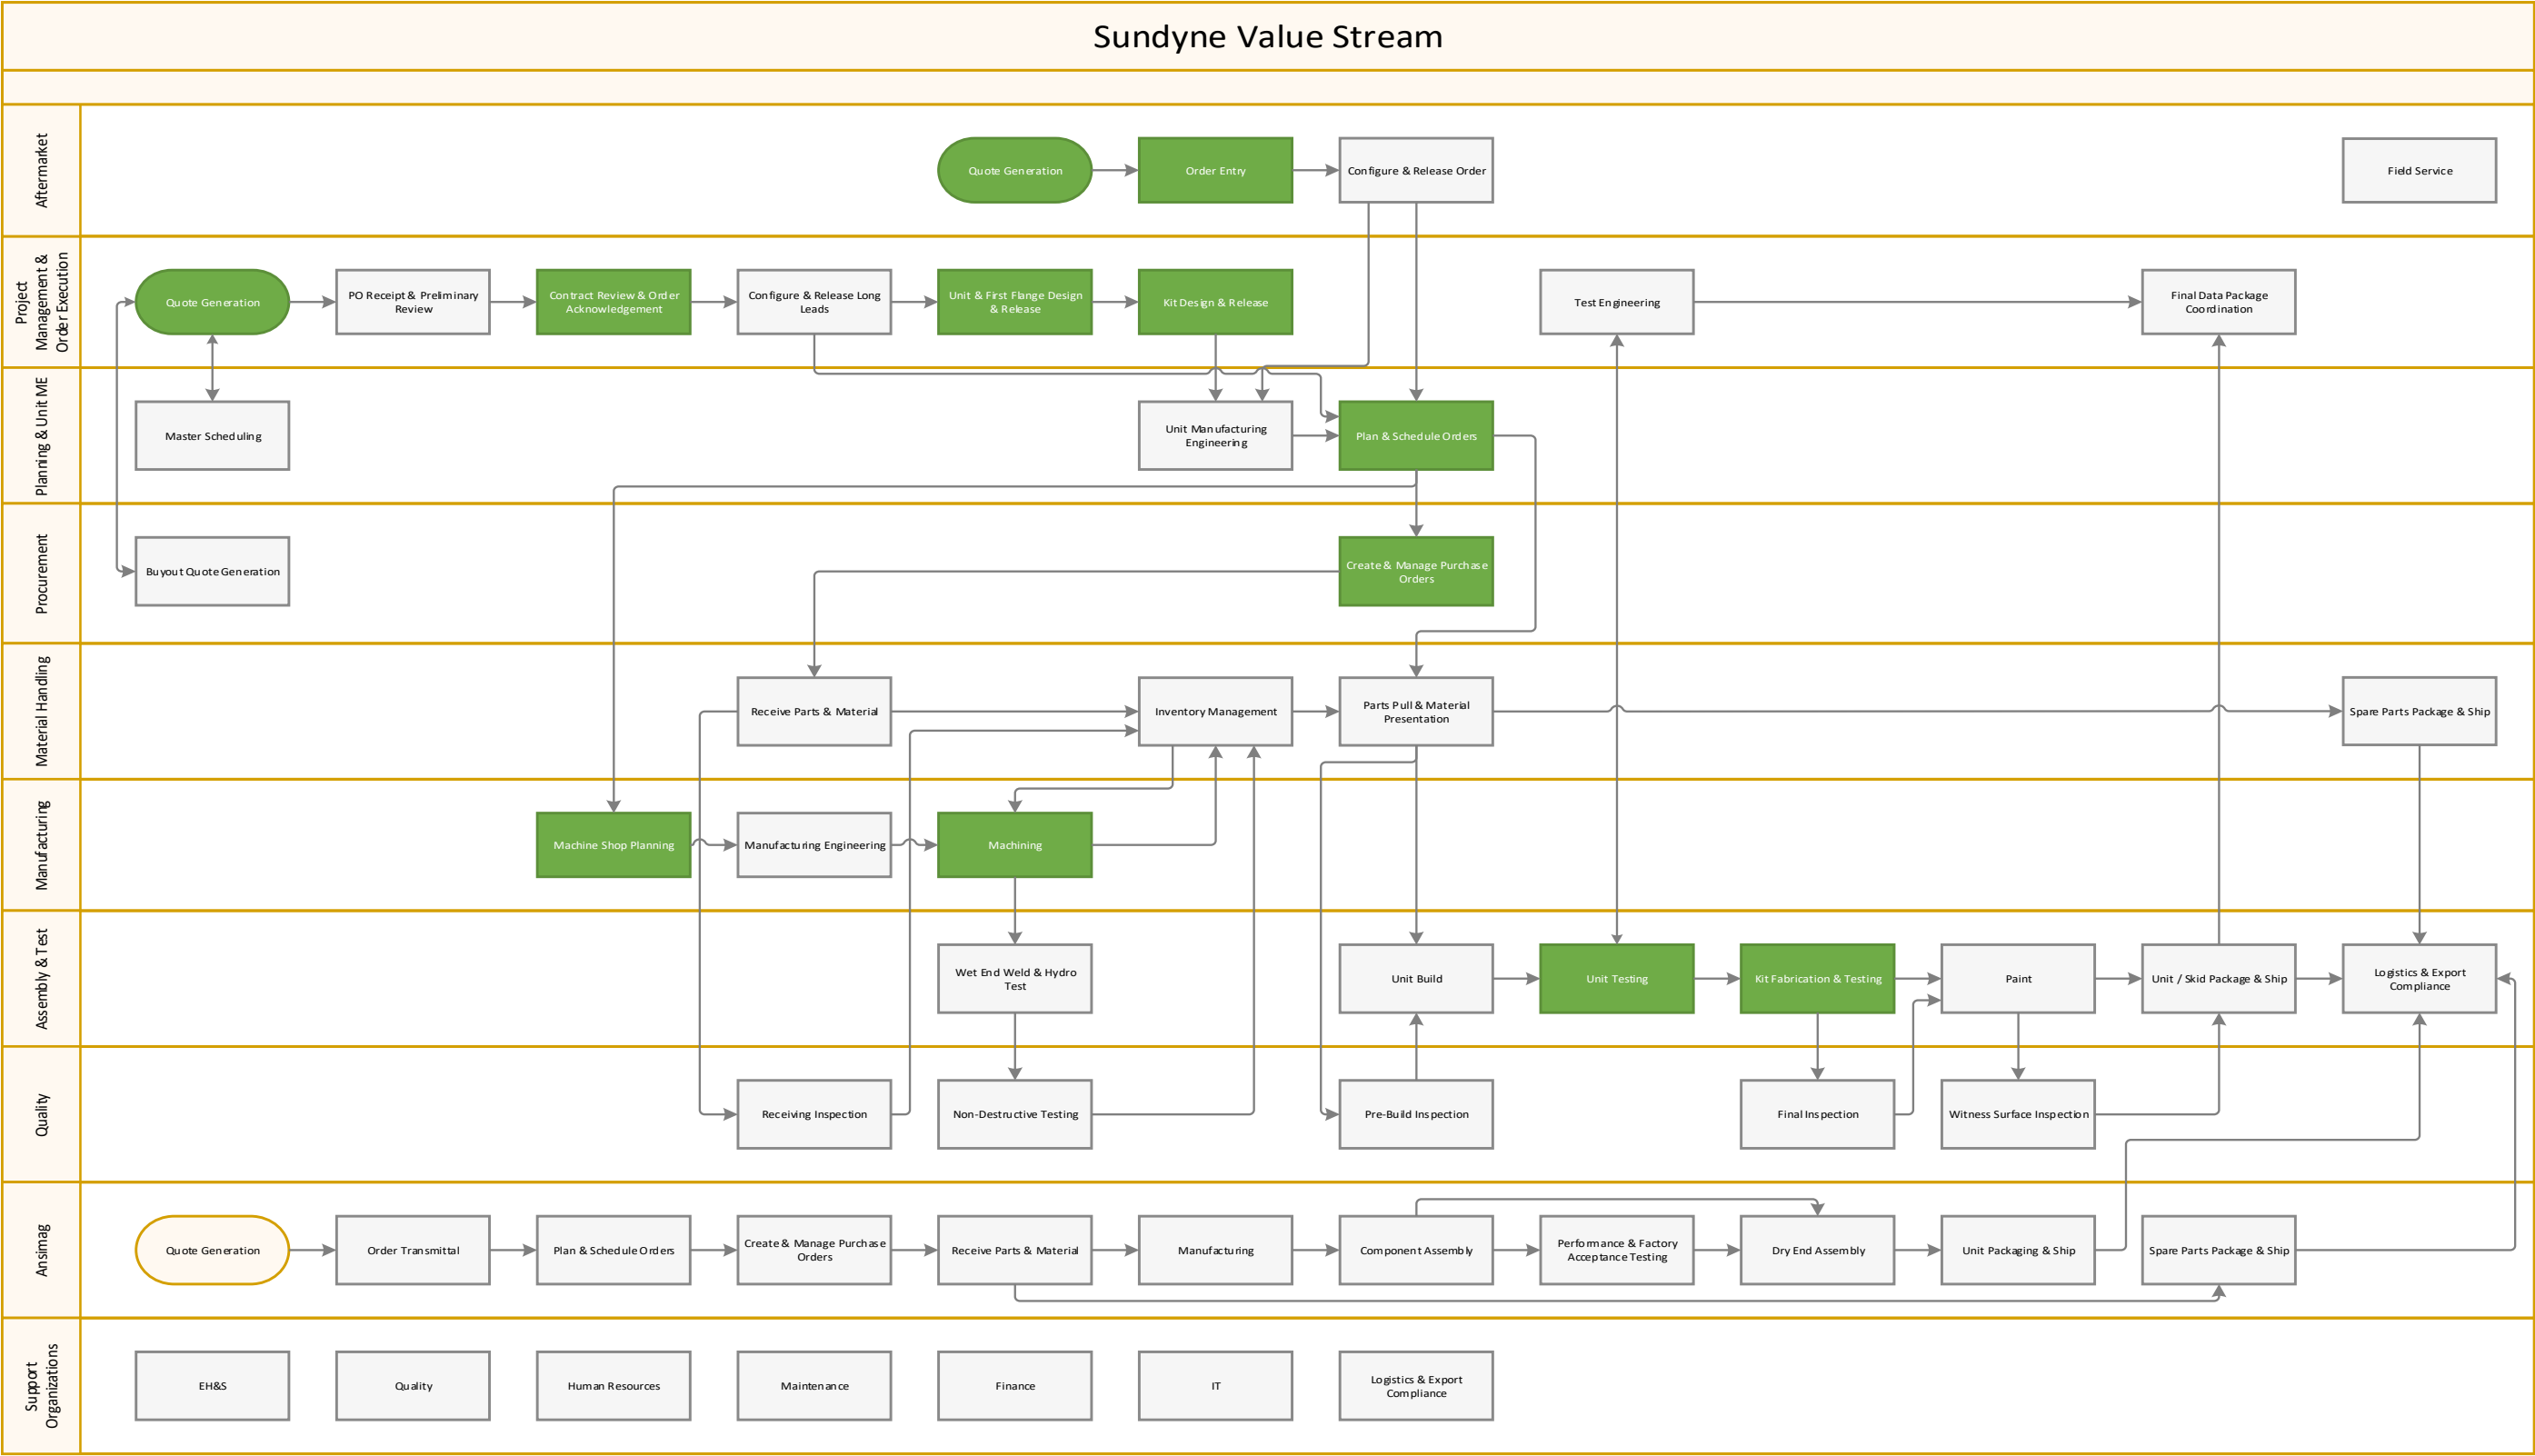 Sundyne Value Stream
Aftermarket
Quote Generation
Order Entry
Configure & Release Order
Field Service
Project
Management &
Order Execution
Quote Generation
PO Receipt & Preliminary
Review
Contract Review & Order
Acknowledgement
Configure & Release Long
Leads
Unit & First Flange Design
& Release
Kit Design & Release
Test Engineering
Final Data Package
Coordination
Planning & Unit ME
Master Scheduling
Unit Manufacturing
Engineering
Plan & Schedule Orders
Procurement
Buyout Quote Generation
Create & Manage Purchase
Orders
Material Handling
Receive Parts & Material
Inventory Management
Parts Pull & Material
Presentation
Spare Parts Package & Ship
Manufacturing
Machine Shop Planning
Manufacturing Engineering
Machining
Assembly & Test
Wet End Weld & Hydro
Test
Unit Build
Unit Testing
Kit Fabrication & Testing
Paint
Unit / Skid Package & Ship
Logistics & Export
Compliance
Quality
Receiving Inspection
Non-Destructive Testing
Pre-Build Inspection
Final Inspection
Witness Surface Inspection
Ansimag
Quote Generation
Order Transmittal
Plan & Schedule Orders
Create & Manage Purchase
Orders
Receive Parts & Material
Manufacturing
Component Assembly
Performance & Factory
Acceptance Testing
Dry End Assembly
Unit Packaging & Ship
Spare Parts Package & Ship
Support
Organizations
EH&S
Quality
Human Resources
Maintenance
Finance
IT
Logistics & Export
Compliance